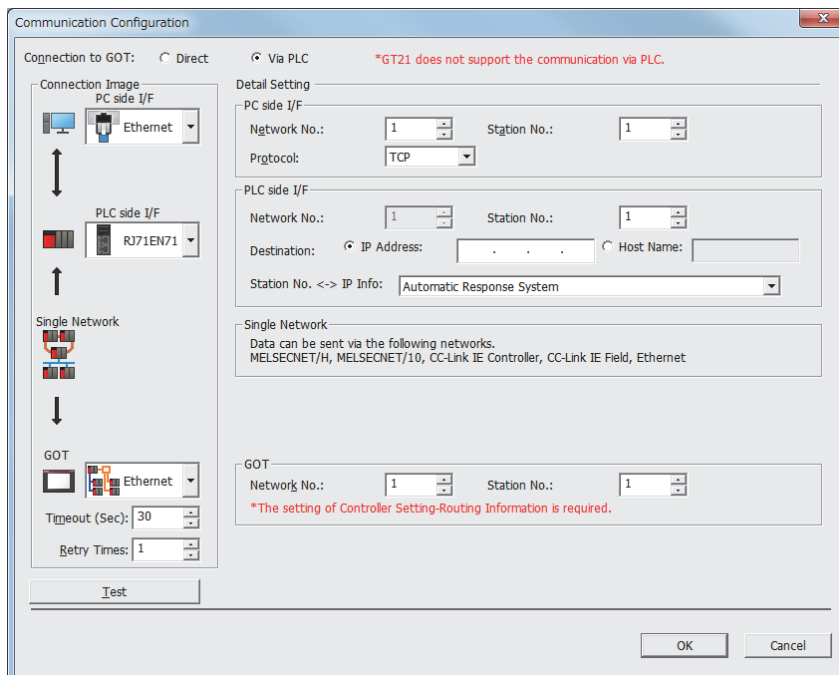 Communication Configuration
Connection to GOT: Direct Via PLC *GT21 does not support the communication via PLC.
Connection Image
PC side I/F
Ethernet
PLC side I/F
RJ71EN71
Single Network
GOT
Ethernet
Timeout (Sec): 30
Retry Times: 1
Test
Detail Setting
PC side I/F
Network No.: 1 Station No.: 1
Protocol: TCP
PLC side I/F
Network No.: 1 Station No.: 1
Destination: IP Address: . . . Host Name:
Station No. <-> IP Info: Automatic Response System
Single Network
Data can be sent via the following networks.
MELSECNET/H, MELSECNET/10, CC-Link IE Controller, CC-Link IE Field, Ethernet
GOT
Network No.: 1 Station No.: 1
*The setting of Controller Setting-Routing Information is required.
OK Cancel